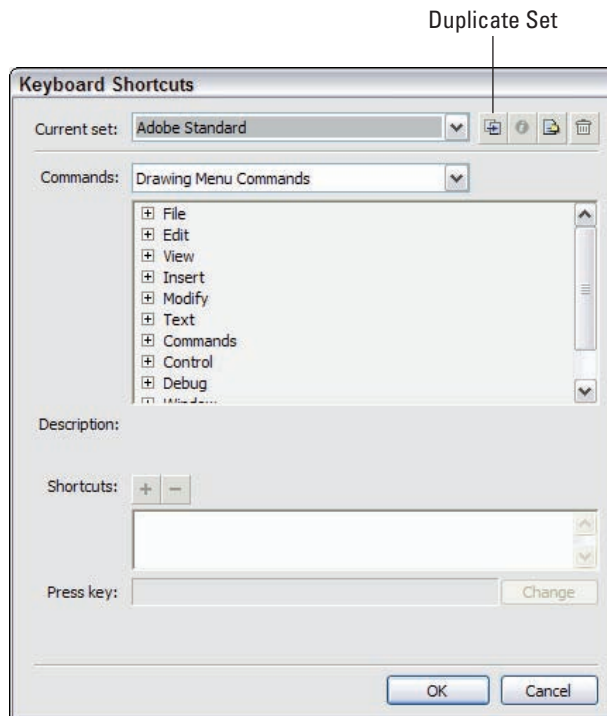 Duplicate Set
Keyboard Shortcuts
Current set: Adobe Standard
Commands: Drawing Menu Commands
File
Edit
View
Insert
Modify
Text
Commands
Control
Debug
Window
Description:
Shortcuts:
Press key: Change
OK Cancel